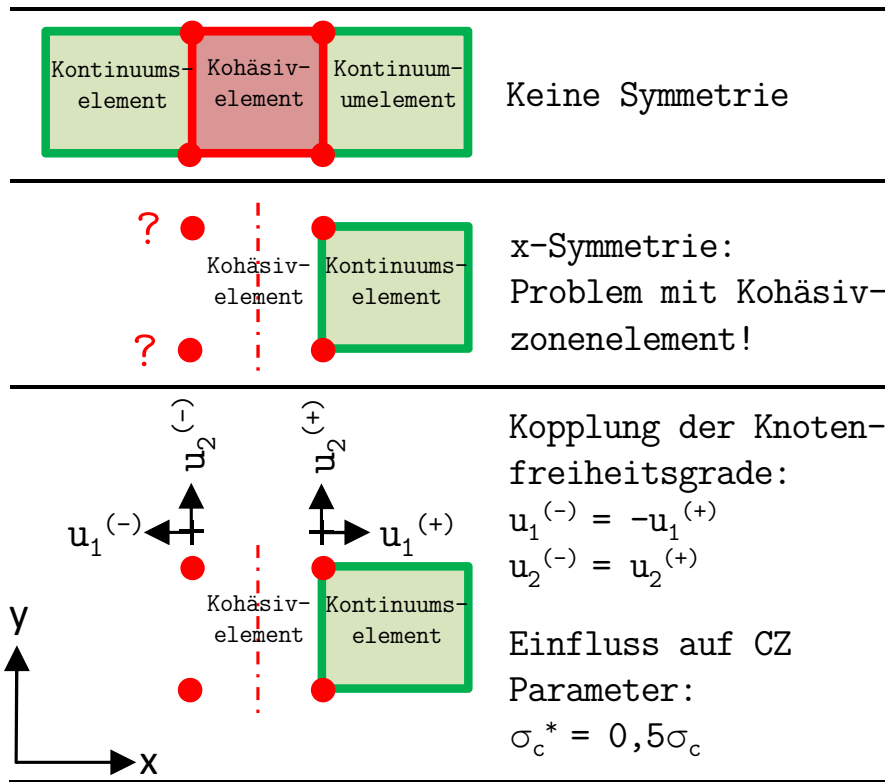 Kontinuums-
element
Kohäsiv-
element
Kontinuum-
umelement
Keine Symmetrie
?
?
Kohäsiv-
element
Kontinuums-
element
x-Symmetrie:
Problem mit Kohäsiv-
zonenelement!
u₂⁽⁻⁾
u₂⁽⁺⁾
u₁⁽⁻⁾
u₁⁽⁺⁾
Kohäsiv-
element
Kontinuums-
element
y
x
Kopplung der Knoten-
freiheitsgrade:
u₁⁽⁻⁾ = -u₁⁽⁺⁾
u₂⁽⁻⁾ = u₂⁽⁺⁾
Einfluss auf CZ
Parameter:
σ_c* = 0,5σ_c